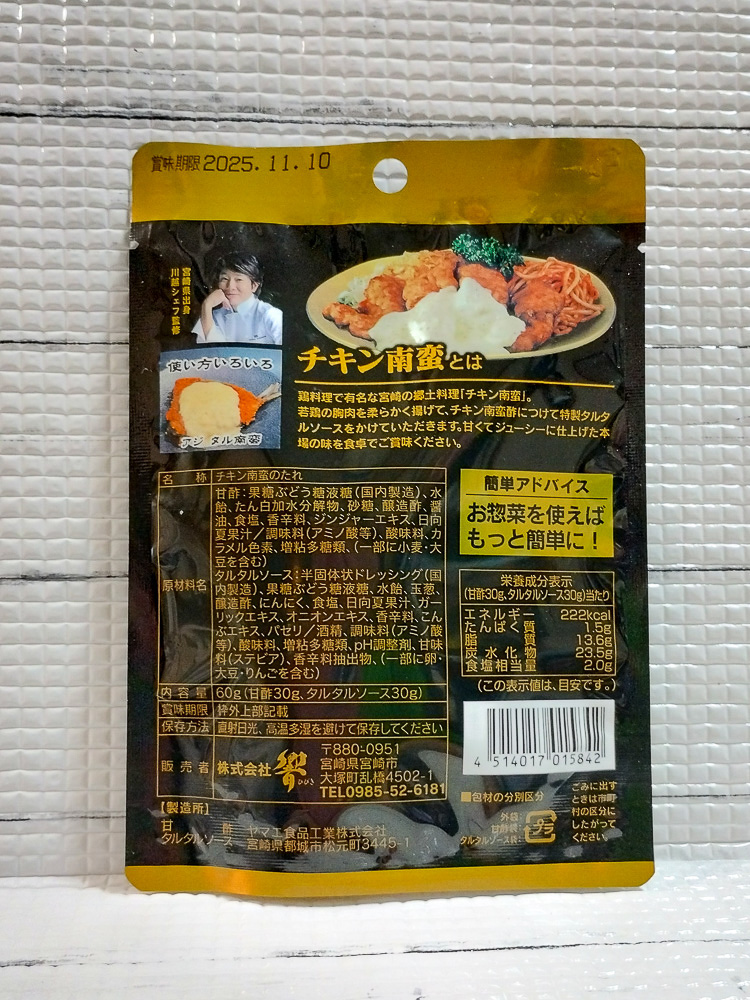 賞味期限 2025.11.10
宮崎県出身
川越シェフ監修
使い方いろいろ
アジ タル南蛮
チキン南蛮とは
鶏料理で有名な宮崎の郷土料理「チキン南蛮」。
若鶏の胸肉を柔らかく揚げて、チキン南蛮酢につけて特製タルタ
ルソースをかけていただきます。甘くてジューシーに仕上げた本
場の味を食卓でご賞味ください。
名 称 チキン南蛮のたれ
原材料名
甘酢:果糖ぶどう糖液糖(国内製造)、水
飴、たん白加水分解物、砂糖、醸造酢、醤
油、食塩、香辛料、ジンジャーエキス、日向
夏果汁/調味料(アミノ酸等)、酸味料、カ
ラメル色素、増粘多糖類、(一部に小麦・大
豆を含む)
タルタルソース:半固体状ドレッシング(国
内製造)、果糖ぶどう糖液糖、水飴、玉葱、
醸造酢、にんにく、食塩、日向夏果汁、ガー
リックエキス、オニオンエキス、香辛料、こん
ぶエキス、パセリ/酒精、調味料(アミノ酸
等)、酸味料、増粘多糖類、pH調整剤、甘味
料(ステビア)、香辛料抽出物、(一部に卵・
大豆・りんごを含む)
内容量 60g(甘酢30g、タルタルソース30g)
賞味期限 枠外上部記載
保存方法 直射日光、高温多湿を避けて保存してください
販売者 株式会社 響 ひびき
〒880-0951
宮崎県宮崎市
大塚町乱橋4502-1
TEL0985-52-6181
【製造所】
甘 酢
タルタルソース
ヤマエ食品工業株式会社
宮崎県都城市松元町3445-1
簡単アドバイス
お惣菜を使えば
もっと簡単に!
栄養成分表示
(甘酢30g、タルタルソース30g)当たり
エネルギー 222kcal
たんぱく質 1.5g
脂 質 13.6g
炭水化物 23.5g
食塩相当量 2.0g
(この表示値は、目安です。)
4 514017 015842
■包材の分別区分
外袋:
甘酢袋:
タルタルソース袋:
プラ
ごみに出す
ときは市町
村の区分に
したがって
ください。